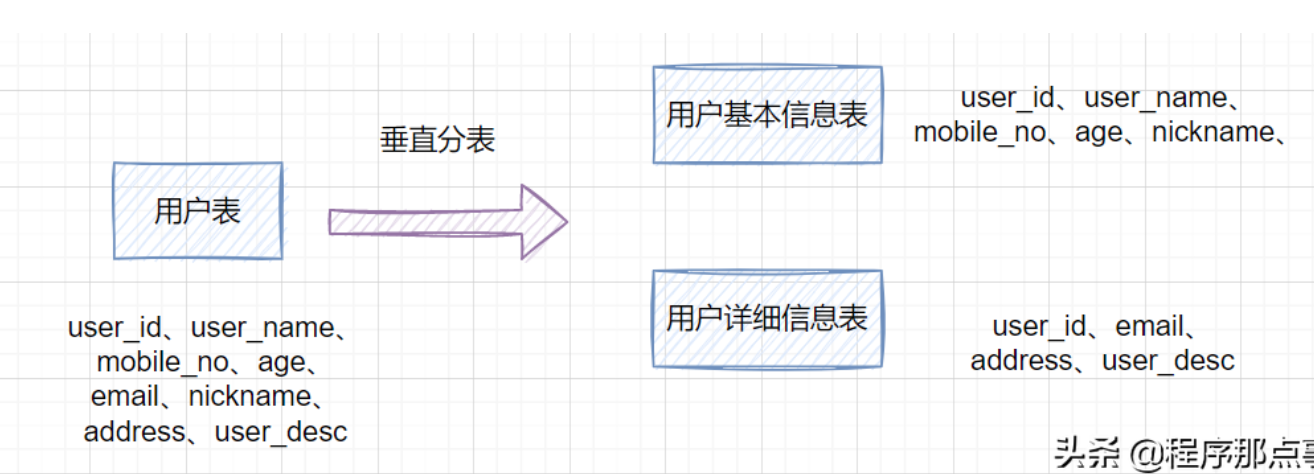 用户表
user_id、user_name、
mobile_no、age、
email、nickname、
address、user_desc
垂直分表
用户基本信息表
user_id、user_name、
mobile_no、age、nickname、
用户详细信息表
user_id、email、
address、user_desc
头条 @程序那点